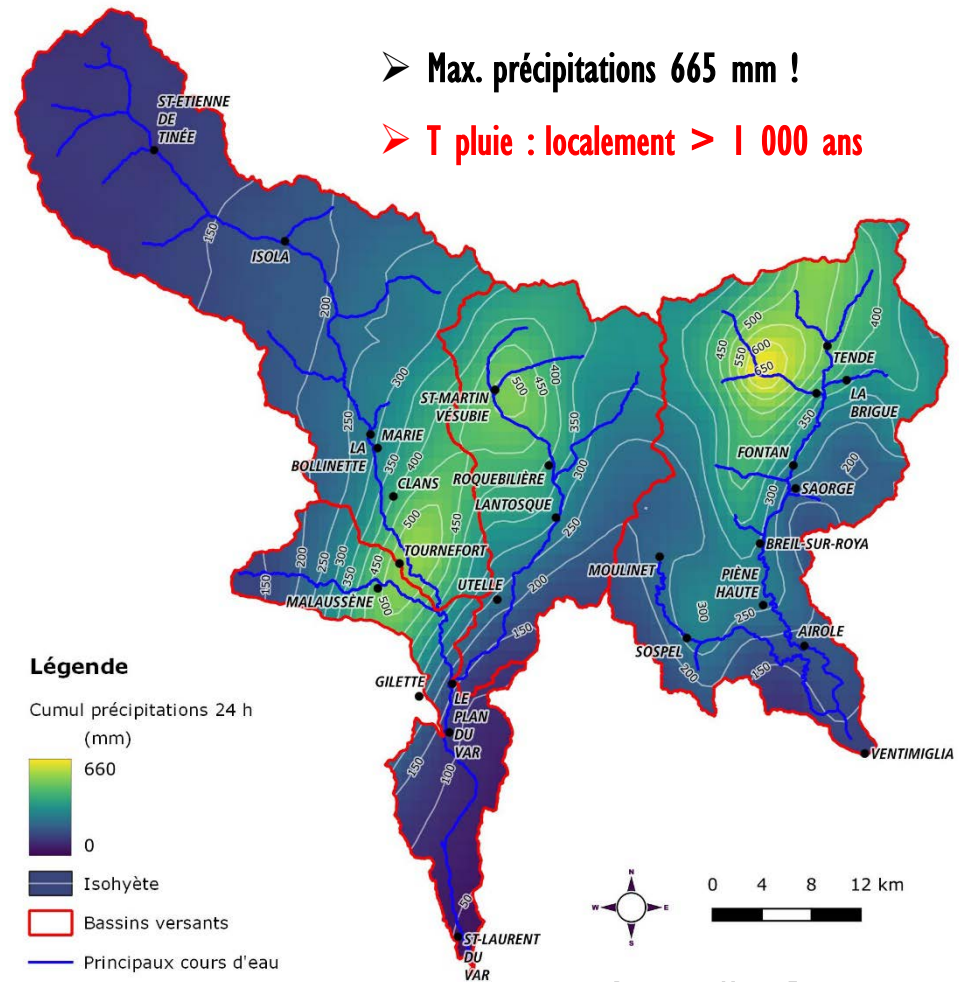 ➢ Max. précipitations 665 mm !
➢ T pluie : localement > 1 000 ans
ST-ETIENNE
DE
TINÉE
150
ISOLA
200
300
250
MARIE
LA
BOLLINETTE
350
400
CLANS
500
450
TOURNEFORT
ST-MARTIN
VÉSUBIE
500
450
400
350
ROQUEBILIÈRE
300
LANTOSQUE
250
UTELLE
200
150
150
200
250
300
350
450
500
MALAUSSÈNE
GILETTE
LE
PLAN
DU
VAR
150
100
50
ST-LAURENT
DU
VAR
400
500
450
550
600
650
TENDE
LA
BRIGUE
350
FONTAN
200
SAORGE
300
BREIL-SUR-ROYA
MOULINET
PIÈNE
HAUTE
300
250
AIROLE
SOSPEL
200
150
VENTIMIGLIA
Légende
Cumul précipitations 24 h
(mm)
660
0
Isohyète
Bassins versants
Principaux cours d'eau
N
W
E
S
0 4 8 12 km